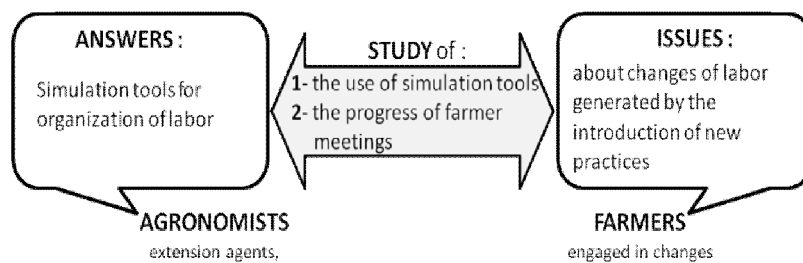 ANSWERS :
Simulation tools for
organization of labor
STUDY of :
1- the use of simulation tools
2- the progress of farmer
meetings
ISSUES :
about changes of labor
generated by the
introduction of new
practices
AGRONOMISTS
extension agents,
FARMERS
engaged in changes